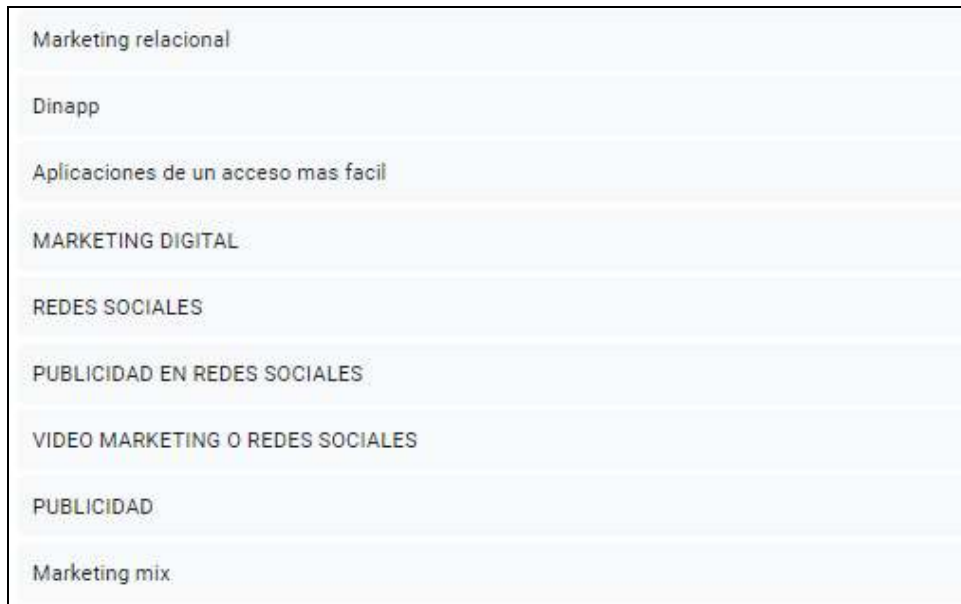 Marketing relacional
Dinapp
Aplicaciones de un acceso mas facil
MARKETING DIGITAL
REDES SOCIALES
PUBLICIDAD EN REDES SOCIALES
VIDEO MARKETING O REDES SOCIALES
PUBLICIDAD
Marketing mix